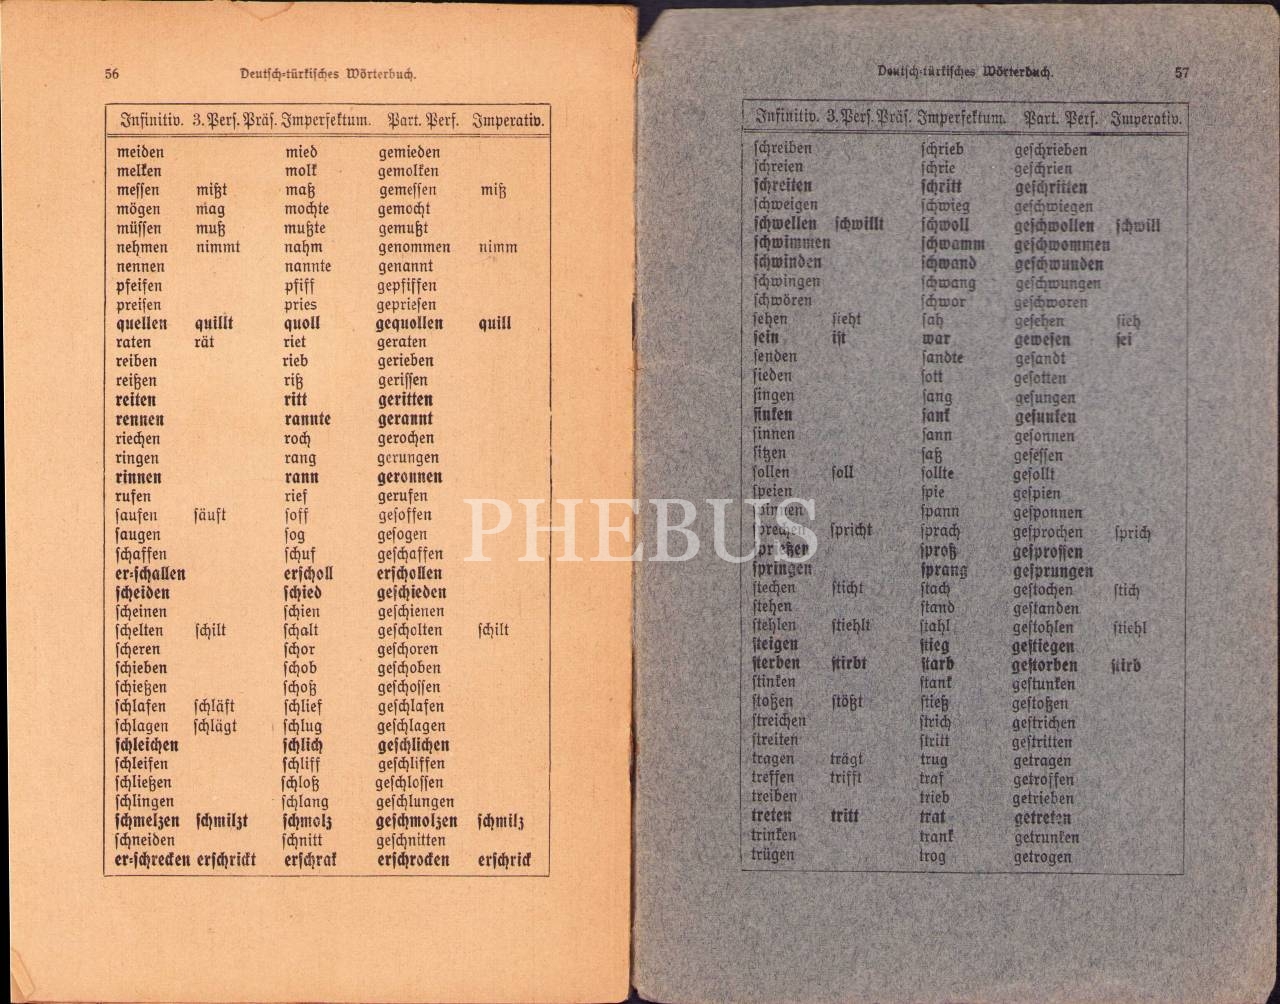 56 Deutsch-türkisches Wörterbuch.
Infinitiv. 3. Pers. Präs. Imperfektum. Part. Perf. Imperativ.
meiden mied gemieden
melken molk gemolken
messen mißt maß gemessen miß
mögen mag mochte gemocht
müssen muß mußte gemußt
nehmen nimmt nahm genommen nimm
nennen nannte genannt
pfeifen pfiff gepfiffen
preisen pries gepriesen
quellen quillt quoll gequollen quill
raten rät riet geraten
reiben rieb gerieben
reißen riß gerissen
reiten ritt geritten
rennen rannte gerannt
riechen roch gerochen
ringen rang gerungen
rinnen rann geronnen
rufen rief gerufen
saufen säuft soff gesoffen
saugen sog gesogen
schaffen schuf geschaffen
er-schallen erscholl erschollen
scheiden schied geschieden
scheinen schien geschienen
schelten schilt schalt gescholten schilt
scheren schor geschoren
schieben schob geschoben
schießen schoß geschossen
schlafen schläft schlief geschlafen
schlagen schlägt schlug geschlagen
schleichen schlich geschlichen
schleifen schliff geschliffen
schließen schloß geschlossen
schlingen schlang geschlungen
schmelzen schmilzt schmolz geschmolzen schmilz
schneiden schnitt geschnitten
er-schrecken erschrickt erschrak erschrocken erschrick
Deutsch-türkisches Wörterbuch. 57
Infinitiv. 3. Pers. Präs. Imperfektum. Part. Perf. Imperativ.
schreiben schrieb geschrieben
schreien schrie geschrien
schreiten schritt geschritten
schweigen schwieg geschwiegen
schwellen schwillt schwoll geschwollen schwill
schwimmen schwamm geschwommen
schwinden schwand geschwunden
schwingen schwang geschwungen
schwören schwor geschworen
sehen sieht sah gesehen sieh
sein ist war gewesen sei
senden sandte gesandt
sieden sott gesotten
singen sang gesungen
sinken sank gesunken
sinnen sann gesonnen
sitzen saß gesessen
sollen soll sollte gesollt
speien spie gespien
spinnen spann gesponnen
sprechen spricht sprach gesprochen sprich
sprießen sproß gesprossen
springen sprang gesprungen
stechen sticht stach gestochen stich
stehen stand gestanden
stehlen stiehlt stahl gestohlen stiehl
steigen stieg gestiegen
sterben stirbt starb gestorben stirb
stinken stank gestunken
stoßen stößt stieß gestoßen
streichen strich gestrichen
streiten stritt gestritten
tragen trägt trug getragen
treffen trifft traf getroffen
treiben trieb getrieben
treten tritt trat getreten
trinken trank getrunken
trügen trog getrogen
PHEBUS